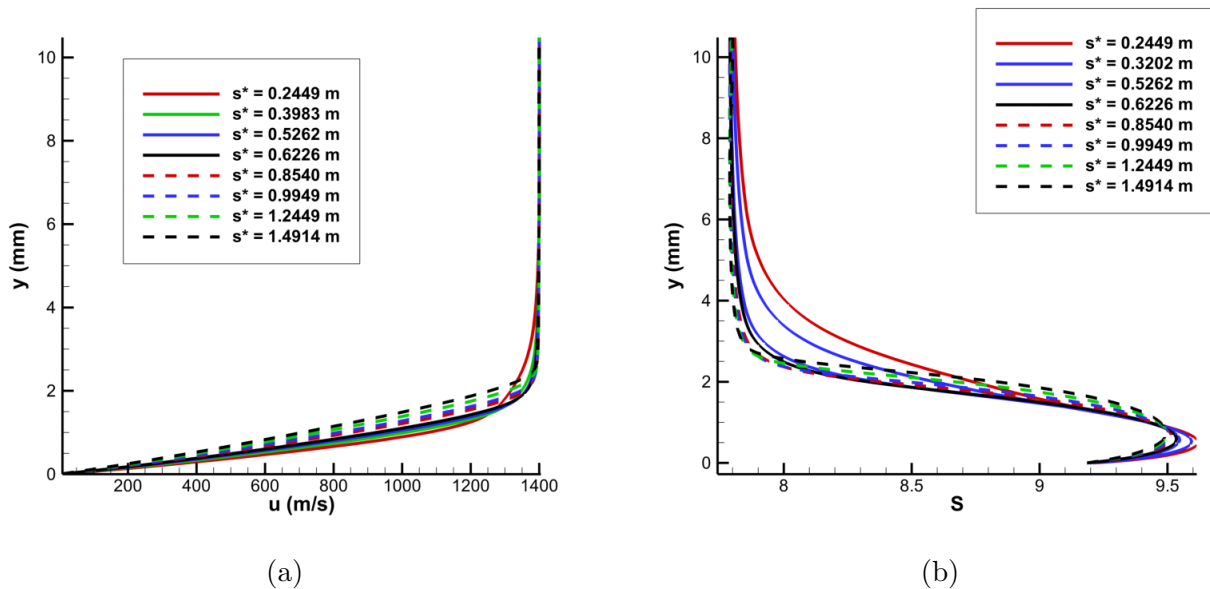 y (mm)
10
8
6
4
2
0
s* = 0.2449 m
s* = 0.3983 m
s* = 0.5262 m
s* = 0.6226 m
s* = 0.8540 m
s* = 0.9949 m
s* = 1.2449 m
s* = 1.4914 m
200 400 600 800 1000 1200 1400
u (m/s)
(a)
y (mm)
10
8
6
4
2
0
s* = 0.2449 m
s* = 0.3202 m
s* = 0.5262 m
s* = 0.6226 m
s* = 0.8540 m
s* = 0.9949 m
s* = 1.2449 m
s* = 1.4914 m
8 8.5 9 9.5
S
(b)